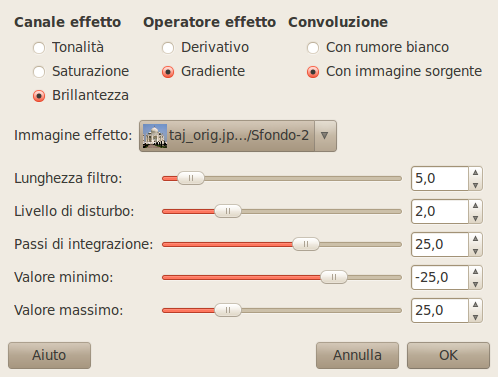 Canale effetto Operatore effetto Convoluzione
Tonalità Derivativo Con rumore bianco
Saturazione Gradiente Con immagine sorgente
Brillantezza
Immagine effetto: taj_orig.jp.../Sfondo-2
Lunghezza filtro: 5,0
Livello di disturbo: 2,0
Passi di integrazione: 25,0
Valore minimo: -25,0
Valore massimo: 25,0
Aiuto Annulla OK